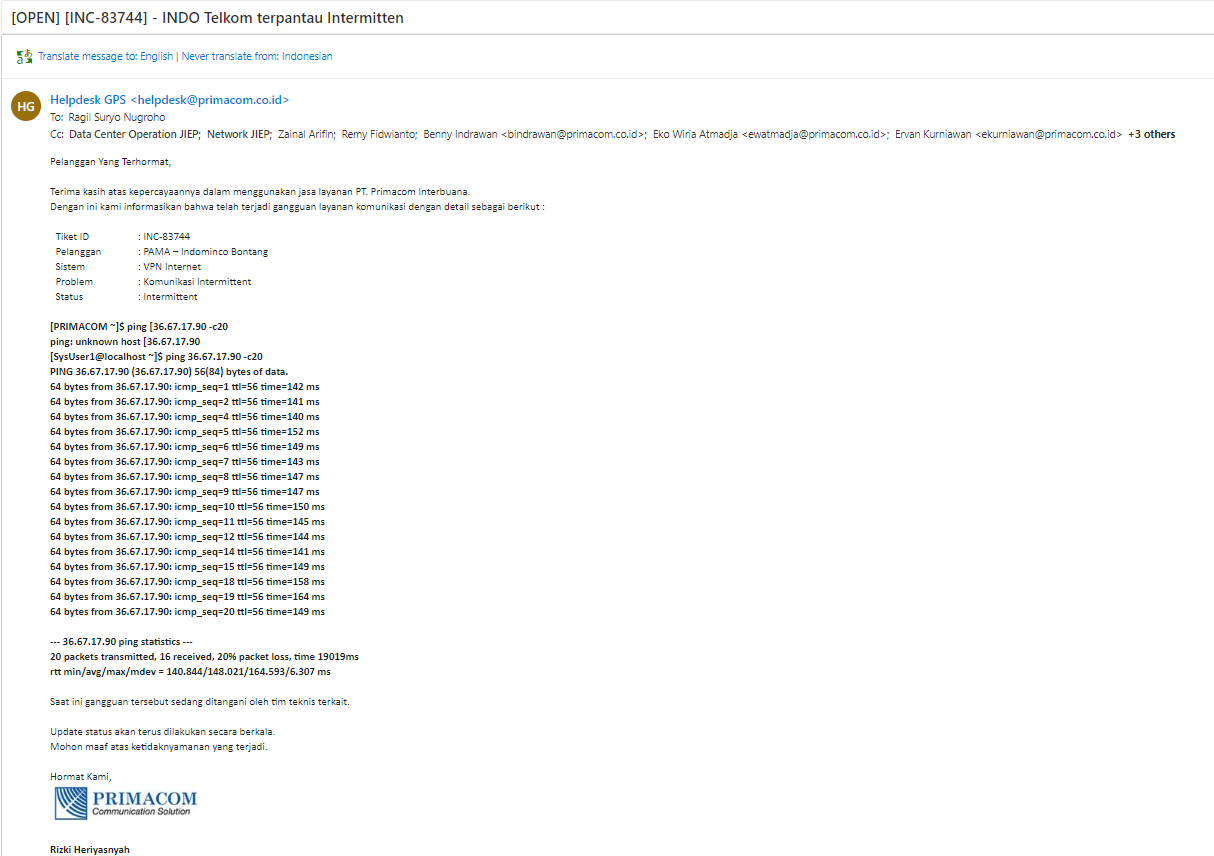 [OPEN] [INC-83744] - INDO Telkom terpantau Intermitten
Translate message to: English | Never translate from: Indonesian
HG
Helpdesk GPS <helpdesk@primacom.co.id>
To: Ragil Suryo Nugroho
Cc: Data Center Operation JIEP; Network JIEP; Zainal Arifin; Remy Fidwianto; Benny Indrawan <bindrawan@primacom.co.id>; Eko Wiria Atmadja <ewatmadja@primacom.co.id>; Ervan Kurniawan <ekurniawan@primacom.co.id> +3 others
Pelanggan Yang Terhormat,
Terima kasih atas kepercayaannya dalam menggunakan jasa layanan PT. Primacom Interbuana.
Dengan ini kami informasikan bahwa telah terjadi gangguan layanan komunikasi dengan detail sebagai berikut :
Tiket ID : INC-83744
Pelanggan : PAMA – Indominco Bontang
Sistem : VPN Internet
Problem : Komunikasi Intermittent
Status : Intermittent
[PRIMACOM ~]$ ping [36.67.17.90 -c20
ping: unknown host [36.67.17.90
[SysUser1@localhost ~]$ ping 36.67.17.90 -c20
PING 36.67.17.90 (36.67.17.90) 56(84) bytes of data.
64 bytes from 36.67.17.90: icmp_seq=1 ttl=56 time=142 ms
64 bytes from 36.67.17.90: icmp_seq=2 ttl=56 time=141 ms
64 bytes from 36.67.17.90: icmp_seq=4 ttl=56 time=140 ms
64 bytes from 36.67.17.90: icmp_seq=5 ttl=56 time=152 ms
64 bytes from 36.67.17.90: icmp_seq=6 ttl=56 time=149 ms
64 bytes from 36.67.17.90: icmp_seq=7 ttl=56 time=143 ms
64 bytes from 36.67.17.90: icmp_seq=8 ttl=56 time=147 ms
64 bytes from 36.67.17.90: icmp_seq=9 ttl=56 time=147 ms
64 bytes from 36.67.17.90: icmp_seq=10 ttl=56 time=150 ms
64 bytes from 36.67.17.90: icmp_seq=11 ttl=56 time=145 ms
64 bytes from 36.67.17.90: icmp_seq=12 ttl=56 time=144 ms
64 bytes from 36.67.17.90: icmp_seq=14 ttl=56 time=141 ms
64 bytes from 36.67.17.90: icmp_seq=15 ttl=56 time=149 ms
64 bytes from 36.67.17.90: icmp_seq=18 ttl=56 time=158 ms
64 bytes from 36.67.17.90: icmp_seq=19 ttl=56 time=164 ms
64 bytes from 36.67.17.90: icmp_seq=20 ttl=56 time=149 ms
--- 36.67.17.90 ping statistics ---
20 packets transmitted, 16 received, 20% packet loss, time 19019ms
rtt min/avg/max/mdev = 140.844/148.021/164.593/6.307 ms
Saat ini gangguan tersebut sedang ditangani oleh tim teknis terkait.
Update status akan terus dilakukan secara berkala.
Mohon maaf atas ketidaknyamanan yang terjadi.
Hormat Kami,
PRIMACOM
Communication Solution
Rizki Heriyasnyah